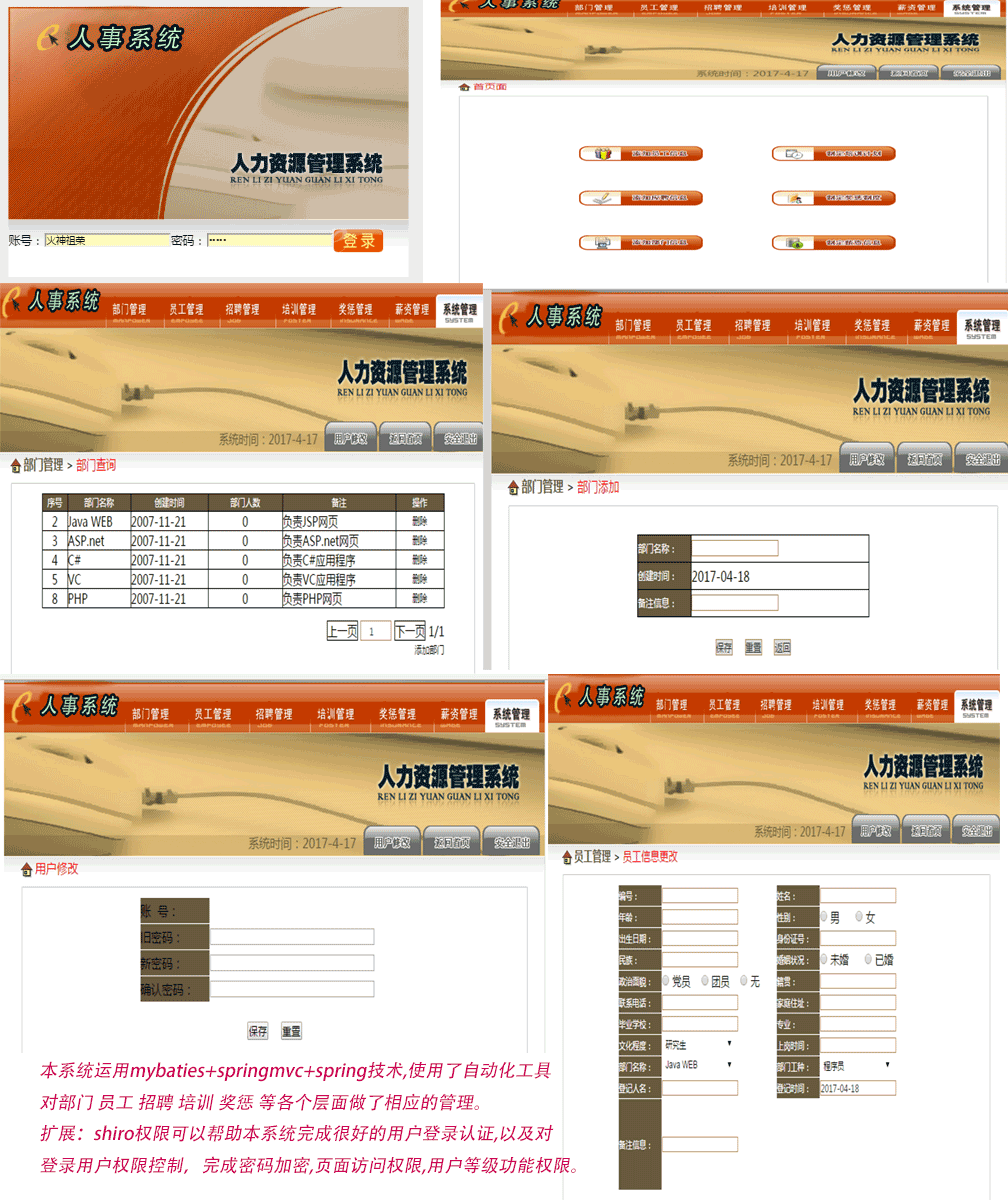 人事系统
人力资源管理系统
REN LI ZI YUAN GUAN LI XI TONG
账号：火神祖荣 密码：••••• 登录
人事系统 部门管理 员工管理 招聘管理 培训管理 奖惩管理 薪资管理 系统管理
SYSTEM
人力资源管理系统
REN LI ZI YUAN GUAN LI XI TONG
系统时间：2017-4-17 用户修改 返回首页 安全退出
首页面
人事系统 部门管理 员工管理 招聘管理 培训管理 奖惩管理 薪资管理 系统管理
SYSTEM
人力资源管理系统
REN LI ZI YUAN GUAN LI XI TONG
系统时间：2017-4-17 用户修改 返回首页 安全退出
部门管理 > 部门查询
序号 部门名称 创建时间 部门人数 备注 操作
2 Java WEB 2007-11-21 0 负责JSP网页 删除
3 ASP.net 2007-11-21 0 负责ASP.net网页 删除
4 C# 2007-11-21 0 负责C#应用程序 删除
5 VC 2007-11-21 0 负责VC应用程序 删除
8 PHP 2007-11-21 0 负责PHP网页 删除
上一页 1 下一页 1/1
添加部门
人事系统 部门管理 员工管理 招聘管理 培训管理 奖惩管理 薪资管理 系统管理
SYSTEM
人力资源管理系统
REN LI ZI YUAN GUAN LI XI TONG
系统时间：2017-4-17 用户修改 返回首页 安全退出
部门管理 > 部门添加
部门名称：
创建时间： 2017-04-18
备注信息：
保存 重置 返回
人事系统 部门管理 员工管理 招聘管理 培训管理 奖惩管理 薪资管理 系统管理
SYSTEM
人力资源管理系统
REN LI ZI YUAN GUAN LI XI TONG
系统时间：2017-4-17 用户修改 返回首页 安全退出
用户修改
账 号：
旧密码：
新密码：
确认密码：
保存 重置
人事系统 部门管理 员工管理 招聘管理 培训管理 奖惩管理 薪资管理 系统管理
SYSTEM
人力资源管理系统
REN LI ZI YUAN GUAN LI XI TONG
系统时间：2017-4-17 用户修改 返回首页 安全退出
员工管理 > 员工信息更改
编号： 姓名：
年龄： 性别： 男 女
出生日期： 身份证号：
民族： 婚姻状况： 未婚 已婚
政治面貌： 党员 团员 无 籍贯：
联系电话： 家庭住址：
毕业学校： 专业：
文化程度： 研究生 上岗时间：
部门名称： Java WEB 部门工种： 程序员
登记人名： 登记时间： 2017-04-18
备注信息：
本系统运用mybaties+springmvc+spring技术,使用了自动化工具
对部门 员工 招聘 培训 奖惩 等各个层面做了相应的管理。
扩展：shiro权限可以帮助本系统完成很好的用户登录认证,以及对
登录用户权限控制，完成密码加密,页面访问权限,用户等级功能权限。